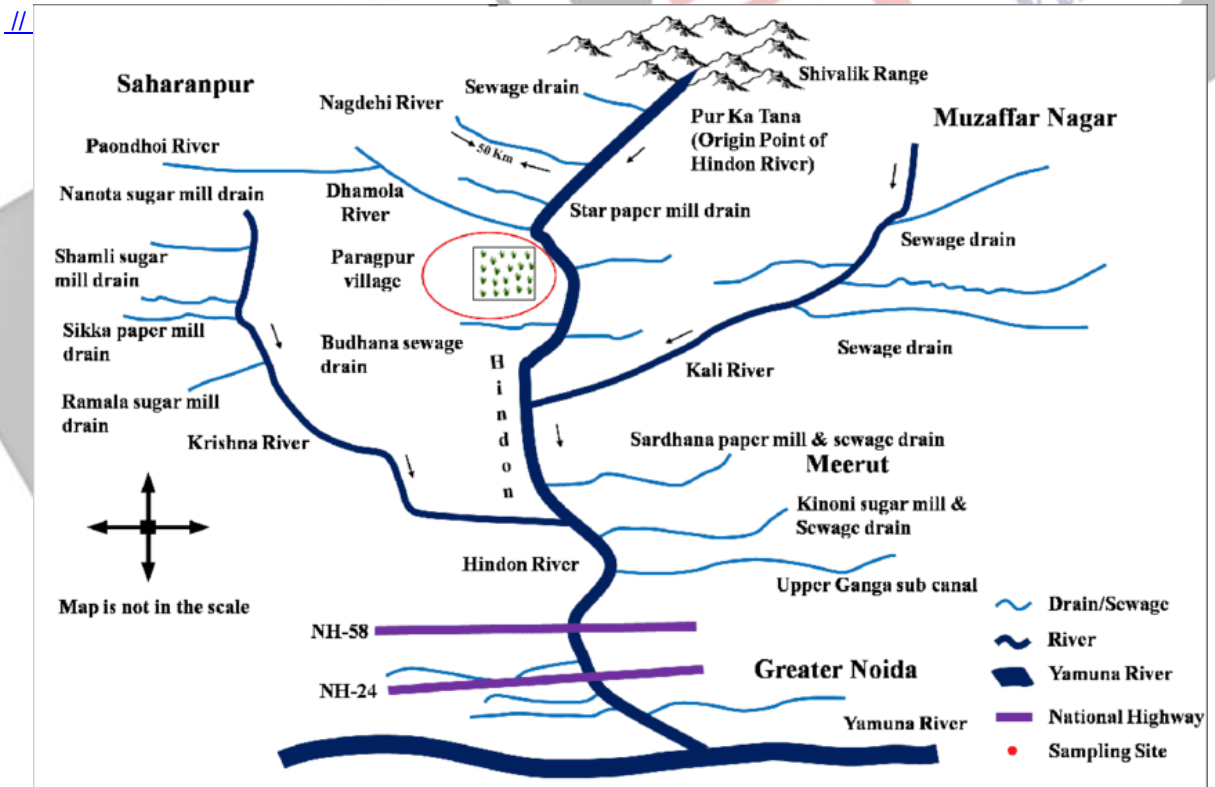 //
Saharanpur
Sewage drain
Shivalik Range
Nagdehi River
Pur Ka Tana
(Origin Point of
Hindon River)
Muzaffar Nagar
50 Km
Paondhoi River
Nanota sugar mill drain
Dhamola
River
Star paper mill drain
Sewage drain
Shamli sugar
mill drain
Paragpur
village
Sikka paper mill
drain
Budhana sewage
drain
Sewage drain
Kali River
Ramala sugar mill
drain
Krishna River
Hindon
Sardhana paper mill & sewage drain
Meerut
Kinoni sugar mill &
Sewage drain
Hindon River
Upper Ganga sub canal
Map is not in the scale
NH-58
NH-24
Greater Noida
Yamuna River
Drain/Sewage
River
Yamuna River
National Highway
Sampling Site